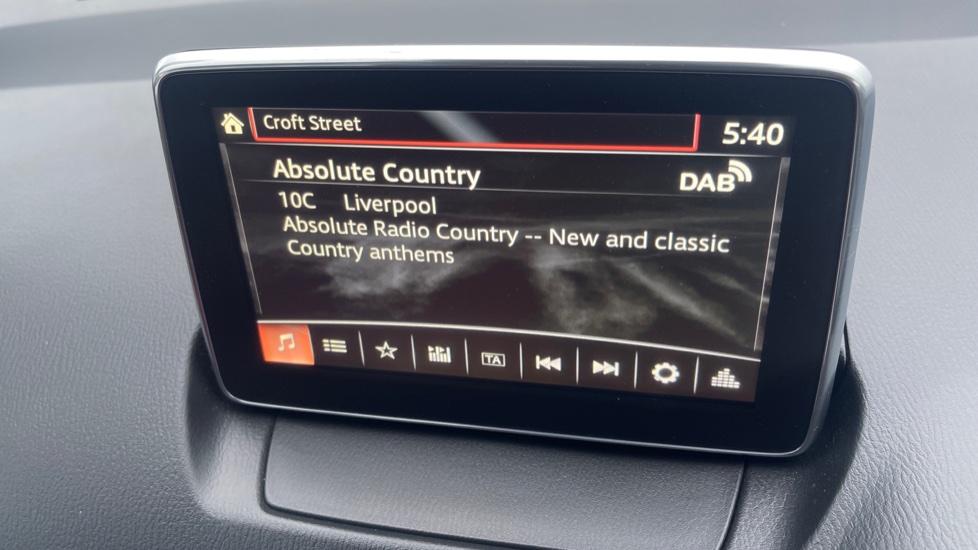 Croft Street
5:40
Absolute Country
DAB
10C Liverpool
Absolute Radio Country -- New and classic
Country anthems
TA